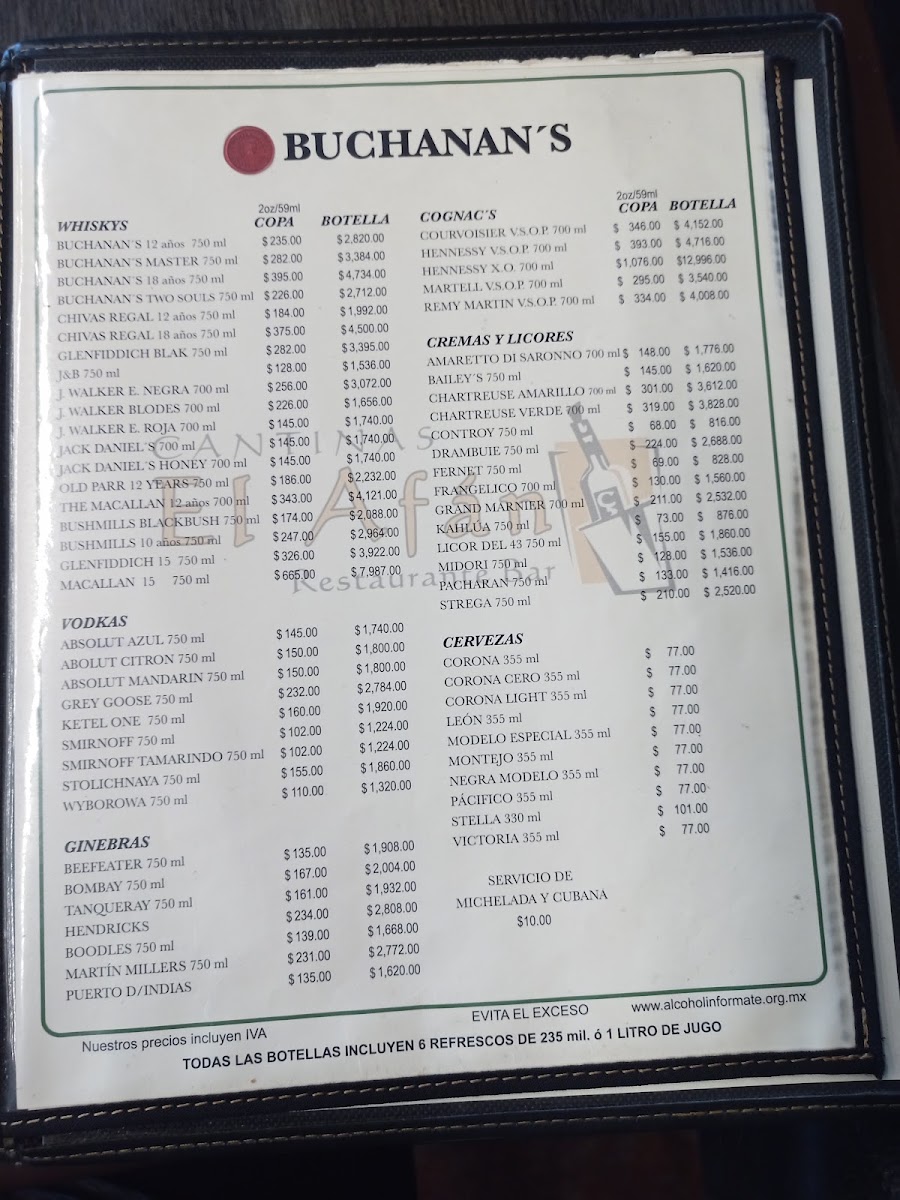 BUCHANAN´S
2oz/59ml
WHISKYS COPA BOTELLA
BUCHANAN´S 12 años 750 ml $ 235.00 $ 2,820.00
BUCHANAN´S MASTER 750 ml $ 282.00 $ 3,384.00
BUCHANAN´S 18 años 750 ml $ 395.00 $ 4,734.00
BUCHANAN´S TWO SOULS 750 ml $ 226.00 $ 2,712.00
CHIVAS REGAL 12 años 750 ml $ 184.00 $ 1,992.00
CHIVAS REGAL 18 años 750 ml $ 375.00 $ 4,500.00
GLENFIDDICH BLAK 750 ml $ 282.00 $ 3,395.00
J&B 750 ml $ 128.00 $ 1,536.00
J. WALKER E. NEGRA 700 ml $ 256.00 $ 3,072.00
J. WALKER BLODES 700 ml $ 226.00 $ 1,656.00
J. WALKER E. ROJA 700 ml $ 145.00 $ 1,740.00
JACK DANIEL´S 700 ml $ 145.00 $ 1,740.00
JACK DANIEL´S HONEY 700 ml $ 145.00 $ 1,740.00
OLD PARR 12 YEARS 750 ml $ 186.00 $ 2,232.00
THE MACALLAN 12 años 700 ml $ 343.00 $ 4,121.00
BUSHMILLS BLACKBUSH 750 ml $ 174.00 $ 2,088.00
BUSHMILLS 10 años 750 ml $ 247.00 $ 2,964.00
GLENFIDDICH 15 750 ml $ 326.00 $ 3,922.00
MACALLAN 15 750 ml $ 665.00 $ 7,987.00
VODKAS
ABSOLUT AZUL 750 ml $ 145.00 $ 1,740.00
ABOLUT CITRON 750 ml $ 150.00 $ 1,800.00
ABSOLUT MANDARIN 750 ml $ 150.00 $ 1,800.00
GREY GOOSE 750 ml $ 232.00 $ 2,784.00
KETEL ONE 750 ml $ 160.00 $ 1,920.00
SMIRNOFF 750 ml $ 102.00 $ 1,224.00
SMIRNOFF TAMARINDO 750 ml $ 102.00 $ 1,224.00
STOLICHNAYA 750 ml $ 155.00 $ 1,860.00
WYBOROWA 750 ml $ 110.00 $ 1,320.00
GINEBRAS
BEEFEATER 750 ml $ 135.00 $ 1,908.00
BOMBAY 750 ml $ 167.00 $ 2,004.00
TANQUERAY 750 ml $ 161.00 $ 1,932.00
HENDRICKS $ 234.00 $ 2,808.00
BOODLES 750 ml $ 139.00 $ 1,668.00
MARTÍN MILLERS 750 ml $ 231.00 $ 2,772.00
PUERTO D/INDIAS $ 135.00 $ 1,620.00
2oz/59ml
COGNAC´S COPA BOTELLA
COURVOISIER V.S.O.P. 700 ml $ 346.00 $ 4,152.00
HENNESSY V.S.O.P. 700 ml $ 393.00 $ 4,716.00
HENNESSY X.O. 700 ml $1,076.00 $12,996.00
MARTELL V.S.O.P. 700 ml $ 295.00 $ 3,540.00
REMY MARTIN V.S.O.P. 700 ml $ 334.00 $ 4,008.00
CREMAS Y LICORES
AMARETTO DI SARONNO 700 ml $ 148.00 $ 1,776.00
BAILEY´S 750 ml $ 145.00 $ 1,620.00
CHARTREUSE AMARILLO 700 ml $ 301.00 $ 3,612.00
CHARTREUSE VERDE 700 ml $ 319.00 $ 3,828.00
CONTROY 750 ml $ 68.00 $ 816.00
DRAMBUIE 750 ml $ 224.00 $ 2,688.00
FERNET 750 ml $ 69.00 $ 828.00
FRANGELICO 700 ml $ 130.00 $ 1,560.00
GRAND MÁRNIER 700 ml $ 211.00 $ 2,532.00
KAHLÚA 750 ml $ 73.00 $ 876.00
LICOR DEL 43 750 ml $ 155.00 $ 1,860.00
MIDORI 750 ml $ 128.00 $ 1,536.00
PACHARAN 750 ml $ 133.00 $ 1,416.00
STREGA 750 ml $ 210.00 $ 2,520.00
CERVEZAS
CORONA 355 ml $ 77.00
CORONA CERO 355 ml $ 77.00
CORONA LIGHT 355 ml $ 77.00
LEÓN 355 ml $ 77.00
MODELO ESPECIAL 355 ml $ 77.00
MONTEJO 355 ml $ 77.00
NEGRA MODELO 355 ml $ 77.00
PÁCIFICO 355 ml $ 77.00
STELLA 330 ml $ 101.00
VICTORIA 355 ml $ 77.00
SERVICIO DE
MICHELADA Y CUBANA
$10.00
CANTINAS
El Afán
Restaurante Bar
Nuestros precios incluyen IVA EVITA EL EXCESO www.alcoholinformate.org.mx
TODAS LAS BOTELLAS INCLUYEN 6 REFRESCOS DE 235 mil. ó 1 LITRO DE JUGO